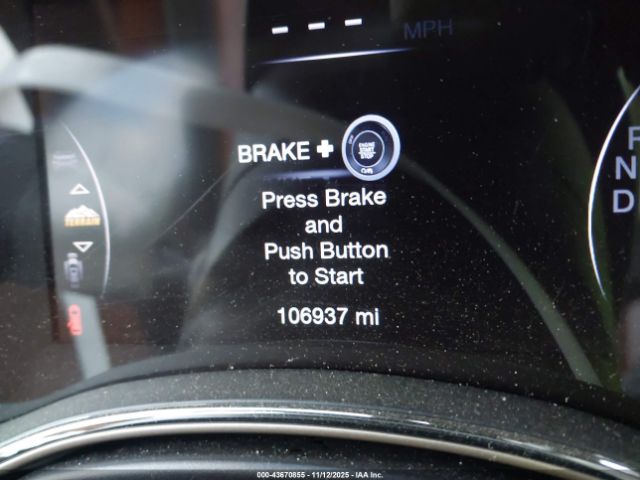 --- MPH
BRAKE + ENGINE START STOP
Press Brake
and
Push Button
to Start
TERRAIN
106937 mi
P
N
D
000-43670855 - 11/12/2025 - IAA Inc.